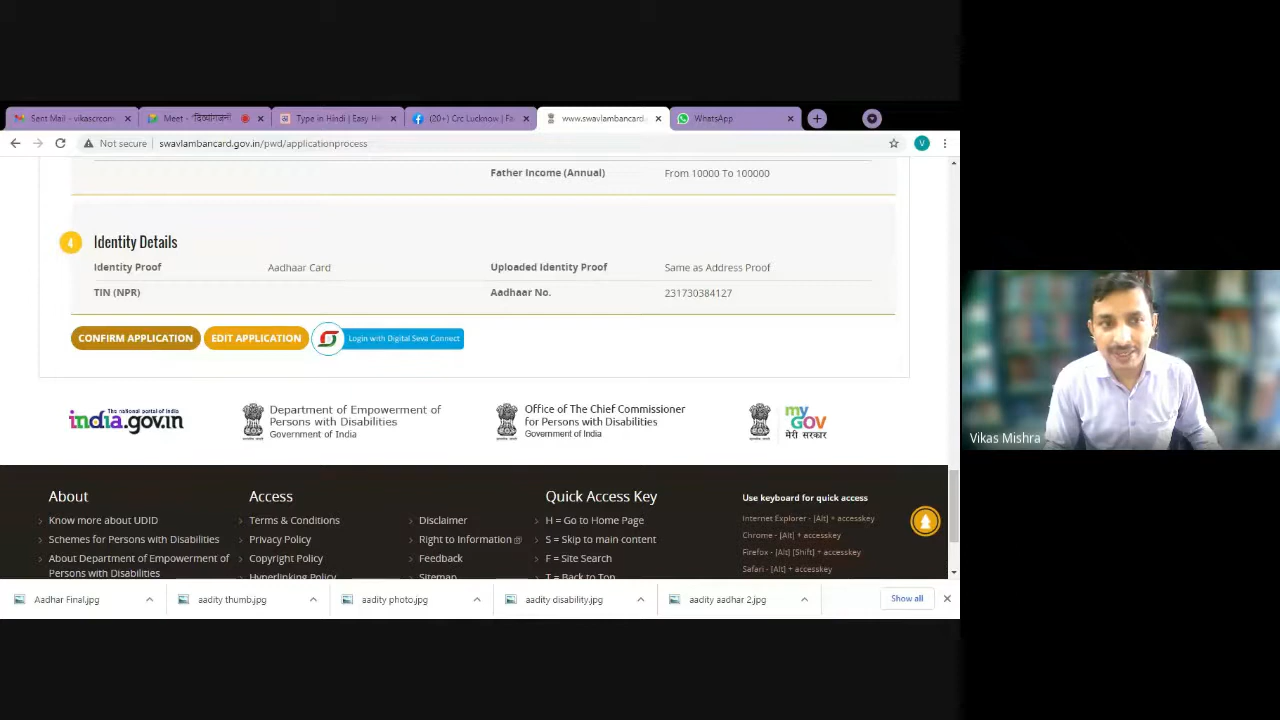 Sent Mail - vikascrcom
Meet - "दिव्यांगजनों
Type in Hindi | Easy Hi
(20+) Crc Lucknow | Fa
www.swavlambancard.
WhatsApp
Not secure
swavlambancard.gov.in/pwd/applicationprocess
V
Father Income (Annual) From 10000 To 100000
4 Identity Details
Identity Proof Aadhaar Card Uploaded Identity Proof Same as Address Proof
TIN (NPR) Aadhaar No. 231730384127
CONFIRM APPLICATION EDIT APPLICATION Login with Digital Seva Connect
The national portal of India
india.gov.in
Department of Empowerment of
Persons with Disabilities
Government of India
Office of The Chief Commissioner
for Persons with Disabilities
Government of India
my
GOV
मेरी सरकार
Vikas Mishra
About
Know more about UDID
Schemes for Persons with Disabilities
About Department of Empowerment of
Persons with Disabilities
Access
Terms & Conditions
Privacy Policy
Copyright Policy
Hyperlinking Policy
Disclaimer
Right to Information
Feedback
Sitemap
Quick Access Key
H = Go to Home Page
S = Skip to main content
F = Site Search
T = Back to Top
Use keyboard for quick access
Internet Explorer - [Alt] + accesskey
Chrome - [Alt] + accesskey
Firefox - [Alt] [Shift] + accesskey
Safari - [Alt] + accesskey
Aadhar Final.jpg
aadity thumb.jpg
aadity photo.jpg
aadity disability.jpg
aadity aadhar 2.jpg
Show all